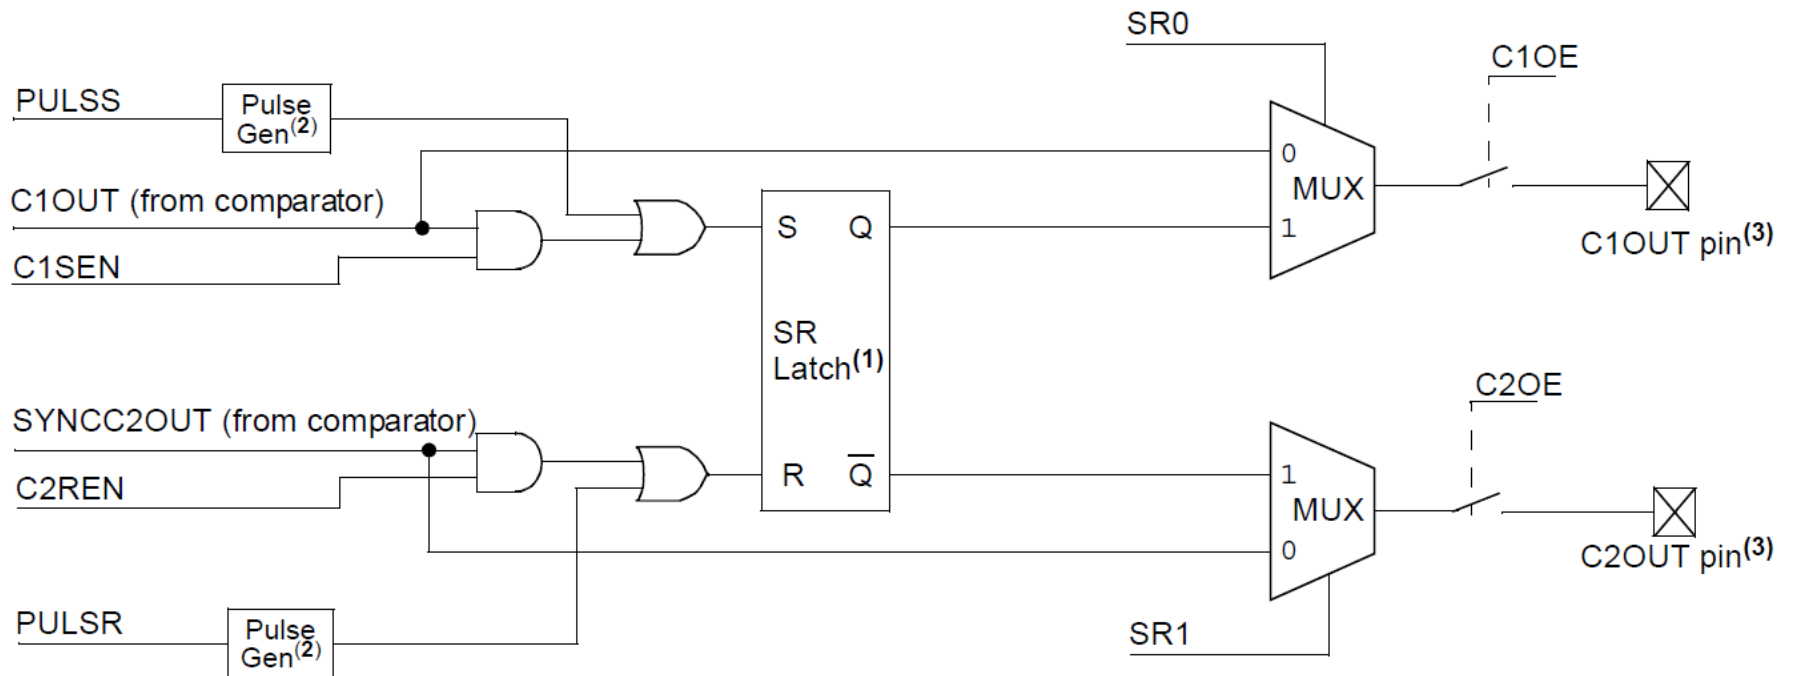 SR0
C1OE
PULSS
Pulse
Gen(2)
C1OUT (from comparator)
0
MUX
1
S Q
C1OUT pin(3)
C1SEN
SR
Latch(1)
C2OE
SYNCC2OUT (from comparator)
R Q̅
1
MUX
0
C2REN
C2OUT pin(3)
PULSR
Pulse
Gen(2)
SR1